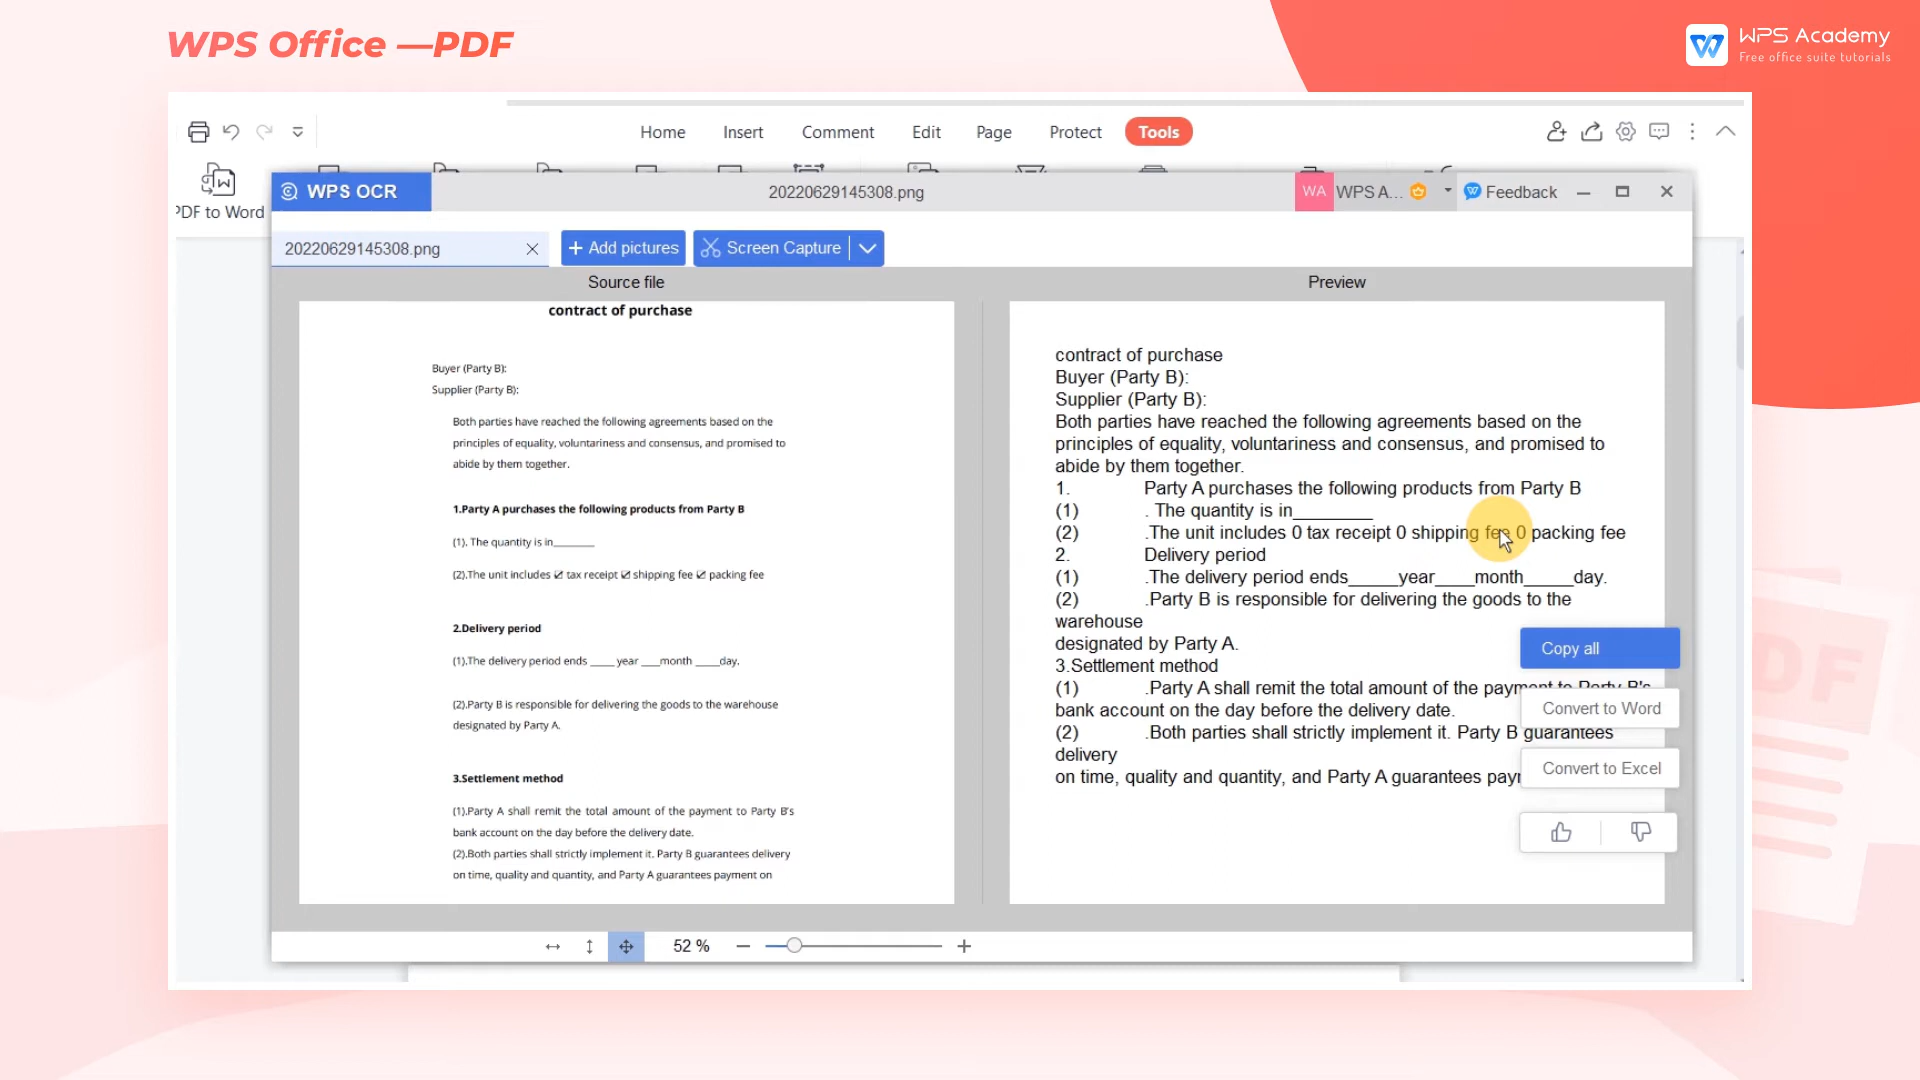 WPS Office —PDF
WPS Academy
Free office suite tutorials
Home Insert Comment Edit Page Protect Tools
PDF to Word
WPS OCR
20220629145308.png
WA WPS A... Feedback
20220629145308.png
Add pictures
Screen Capture
Source file
contract of purchase
Buyer (Party B):
Supplier (Party B):
Both parties have reached the following agreements based on the
principles of equality, voluntariness and consensus, and promised to
abide by them together.
1.Party A purchases the following products from Party B
(1). The quantity is in________
(2).The unit includes ☑ tax receipt ☑ shipping fee ☑ packing fee
2.Delivery period
(1).The delivery period ends _____ year ____month _____day.
(2).Party B is responsible for delivering the goods to the warehouse
designated by Party A.
3.Settlement method
(1).Party A shall remit the total amount of the payment to Party B's
bank account on the day before the delivery date.
(2).Both parties shall strictly implement it. Party B guarantees delivery
on time, quality and quantity, and Party A guarantees payment on
Preview
contract of purchase
Buyer (Party B):
Supplier (Party B):
Both parties have reached the following agreements based on the
principles of equality, voluntariness and consensus, and promised to
abide by them together.
1. Party A purchases the following products from Party B
(1) . The quantity is in________
(2) .The unit includes 0 tax receipt 0 shipping fee 0 packing fee
2. Delivery period
(1) .The delivery period ends_____year____month_____day.
(2) .Party B is responsible for delivering the goods to the
warehouse
designated by Party A.
3.Settlement method
(1) .Party A shall remit the total amount of the payment to Party B's
bank account on the day before the delivery date.
(2) .Both parties shall strictly implement it. Party B guarantees
delivery
on time, quality and quantity, and Party A guarantees
Copy all
Convert to Word
Convert to Excel
52 %
PDF